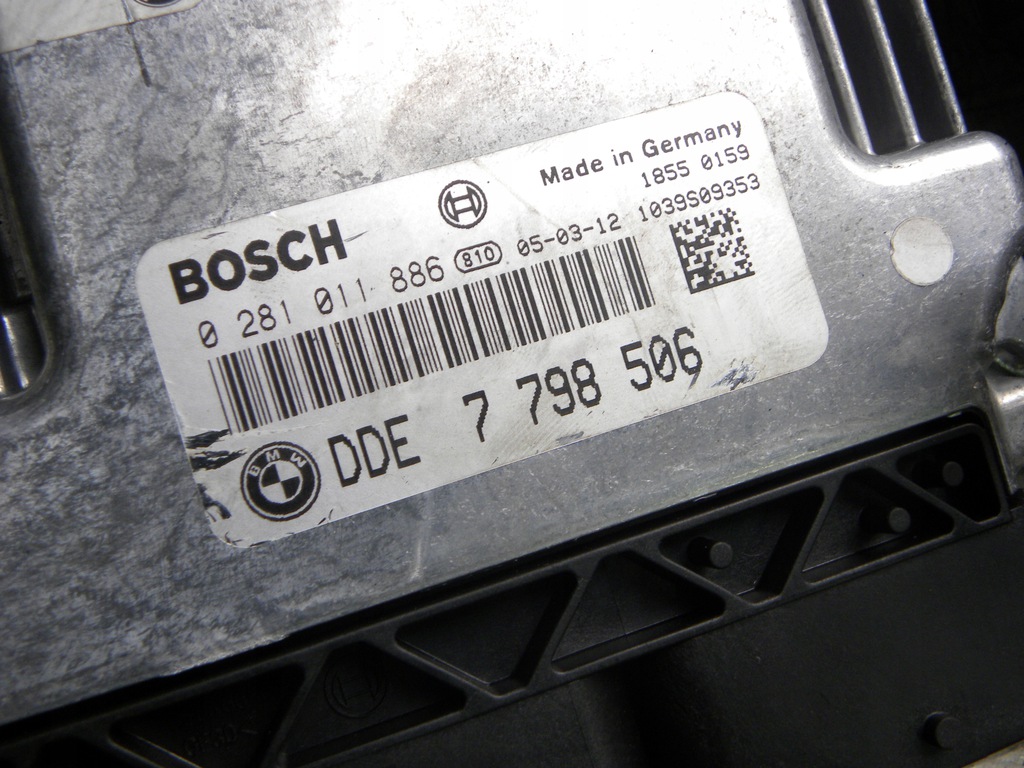 Made in Germany
1855 0159
BOSCH
0 281 011 886 810 05-03-12 1039S09353
BMW
DDE 7 798 506